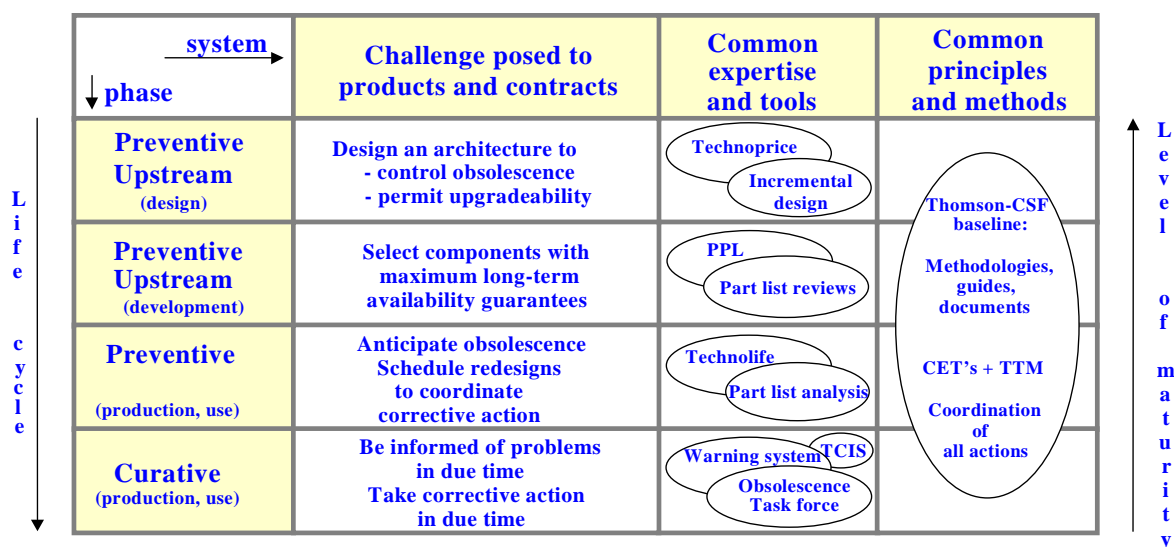 system
phase
Challenge posed to
products and contracts
Common
expertise
and tools
Common
principles
and methods
Life cycle
Level of maturity
Preventive
Upstream
(design)
Design an architecture to
- control obsolescence
- permit upgradeability
Technoprice
Incremental
design
Preventive
Upstream
(development)
Select components with
maximum long-term
availability guarantees
PPL
Part list reviews
Preventive
(production, use)
Anticipate obsolescence
Schedule redesigns
to coordinate
corrective action
Technolife
Part list analysis
Curative
(production, use)
Be informed of problems
in due time
Take corrective action
in due time
Warning system
TCIS
Obsolescence
Task force
Thomson-CSF
baseline:
Methodologies,
guides,
documents
CET's + TTM
Coordination
of
all actions